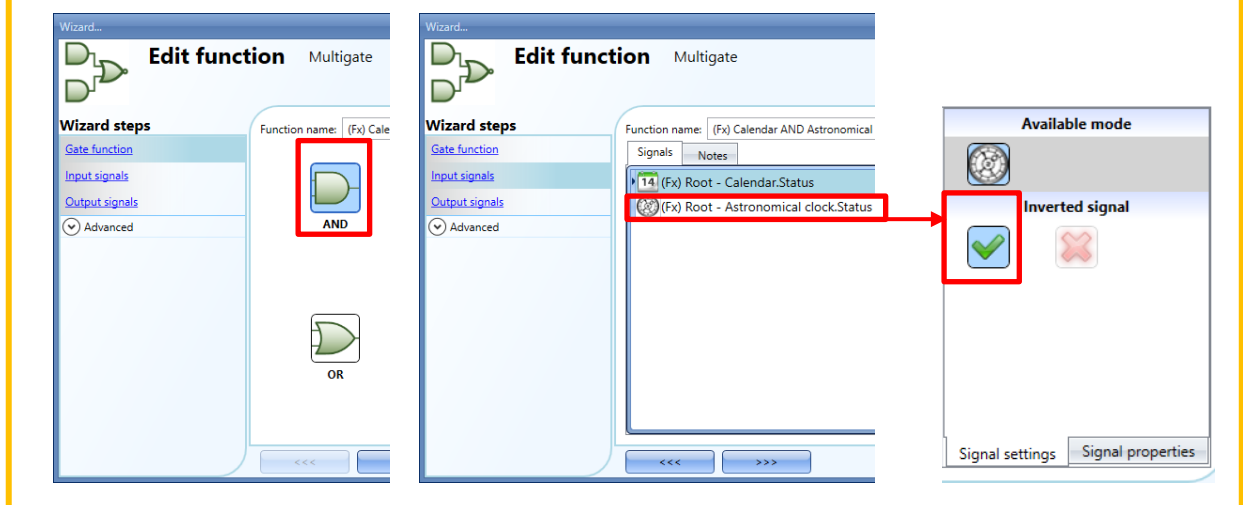 Wizard...
Edit function Multigate
Wizard steps
Gate function
Input signals
Output signals
Advanced
Function name: (Fx) Cale
AND
OR
<<<
Wizard...
Edit function Multigate
Wizard steps
Gate function
Input signals
Output signals
Advanced
Function name: (Fx) Calendar AND Astronomical
Signals Notes
14 (Fx) Root - Calendar.Status
(Fx) Root - Astronomical clock.Status
<<< >>>
Available mode
Inverted signal
Signal settings Signal properties